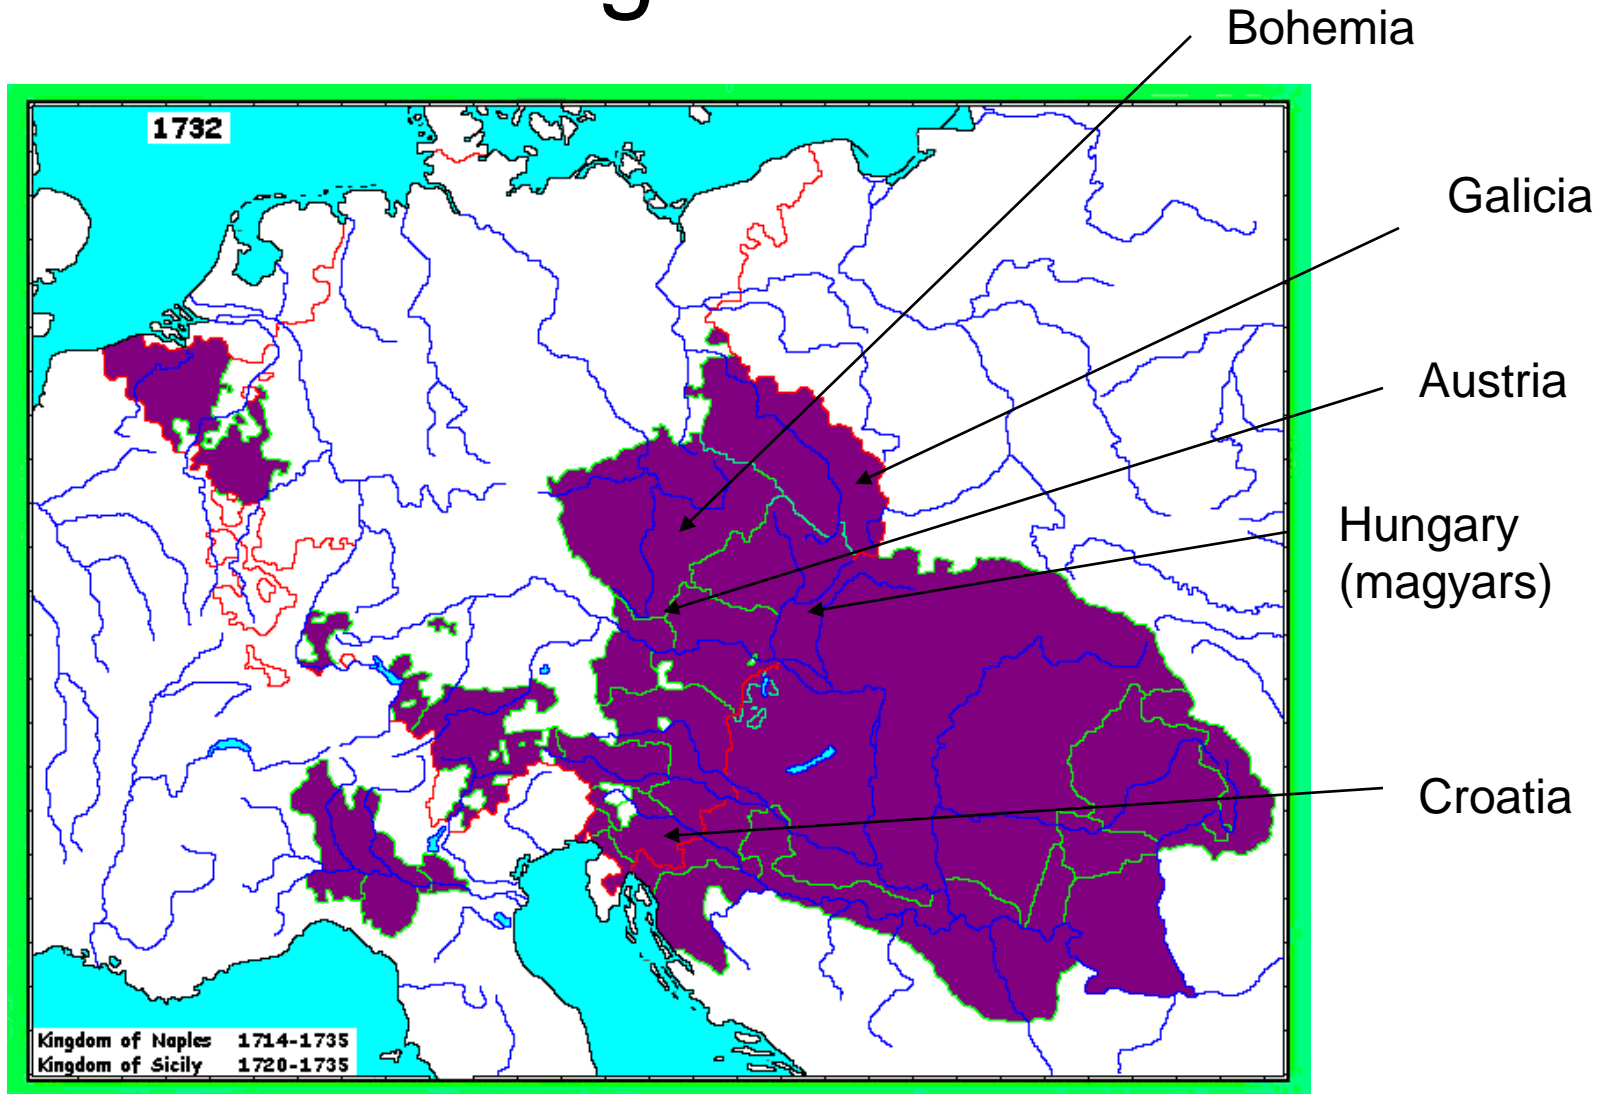 Bohemia
1732
Galicia
Austria
Hungary
(magyars)
Croatia
Kingdom of Naples 1714-1735
Kingdom of Sicily 1720-1735